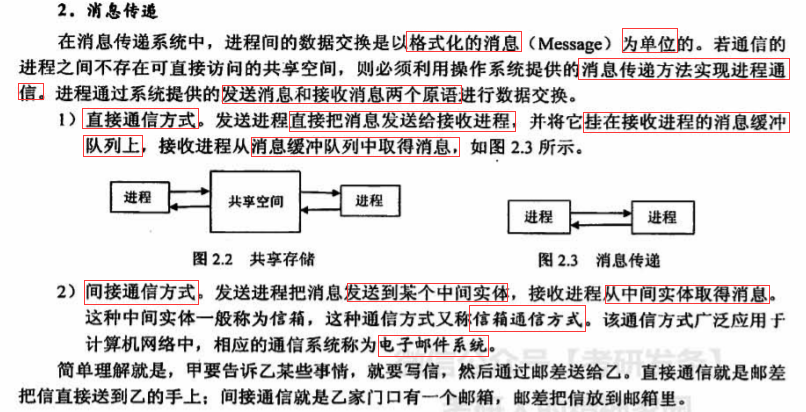 2．消息传递
在消息传递系统中，进程间的数据交换是以格式化的消息（Message）为单位的。若通信的
进程之间不存在可直接访问的共享空间，则必须利用操作系统提供的消息传递方法实现进程通
信。进程通过系统提供的发送消息和接收消息两个原语进行数据交换。
1）直接通信方式。发送进程直接把消息发送给接收进程，并将它挂在接收进程的消息缓冲
队列上，接收进程从消息缓冲队列中取得消息，如图 2.3 所示。
进程 共享空间 进程 进程 进程
图 2.2 共享存储 图 2.3 消息传递
2）间接通信方式。发送进程把消息发送到某个中间实体，接收进程从中间实体取得消息。
这种中间实体一般称为信箱，这种通信方式又称信箱通信方式。该通信方式广泛应用于
计算机网络中，相应的通信系统称为电子邮件系统。
简单理解就是，甲要告诉乙某些事情，就要写信，然后通过邮差送给乙。直接通信就是邮差
把信直接送到乙的手上；间接通信就是乙家门口有一个邮箱，邮差把信放到邮箱里。